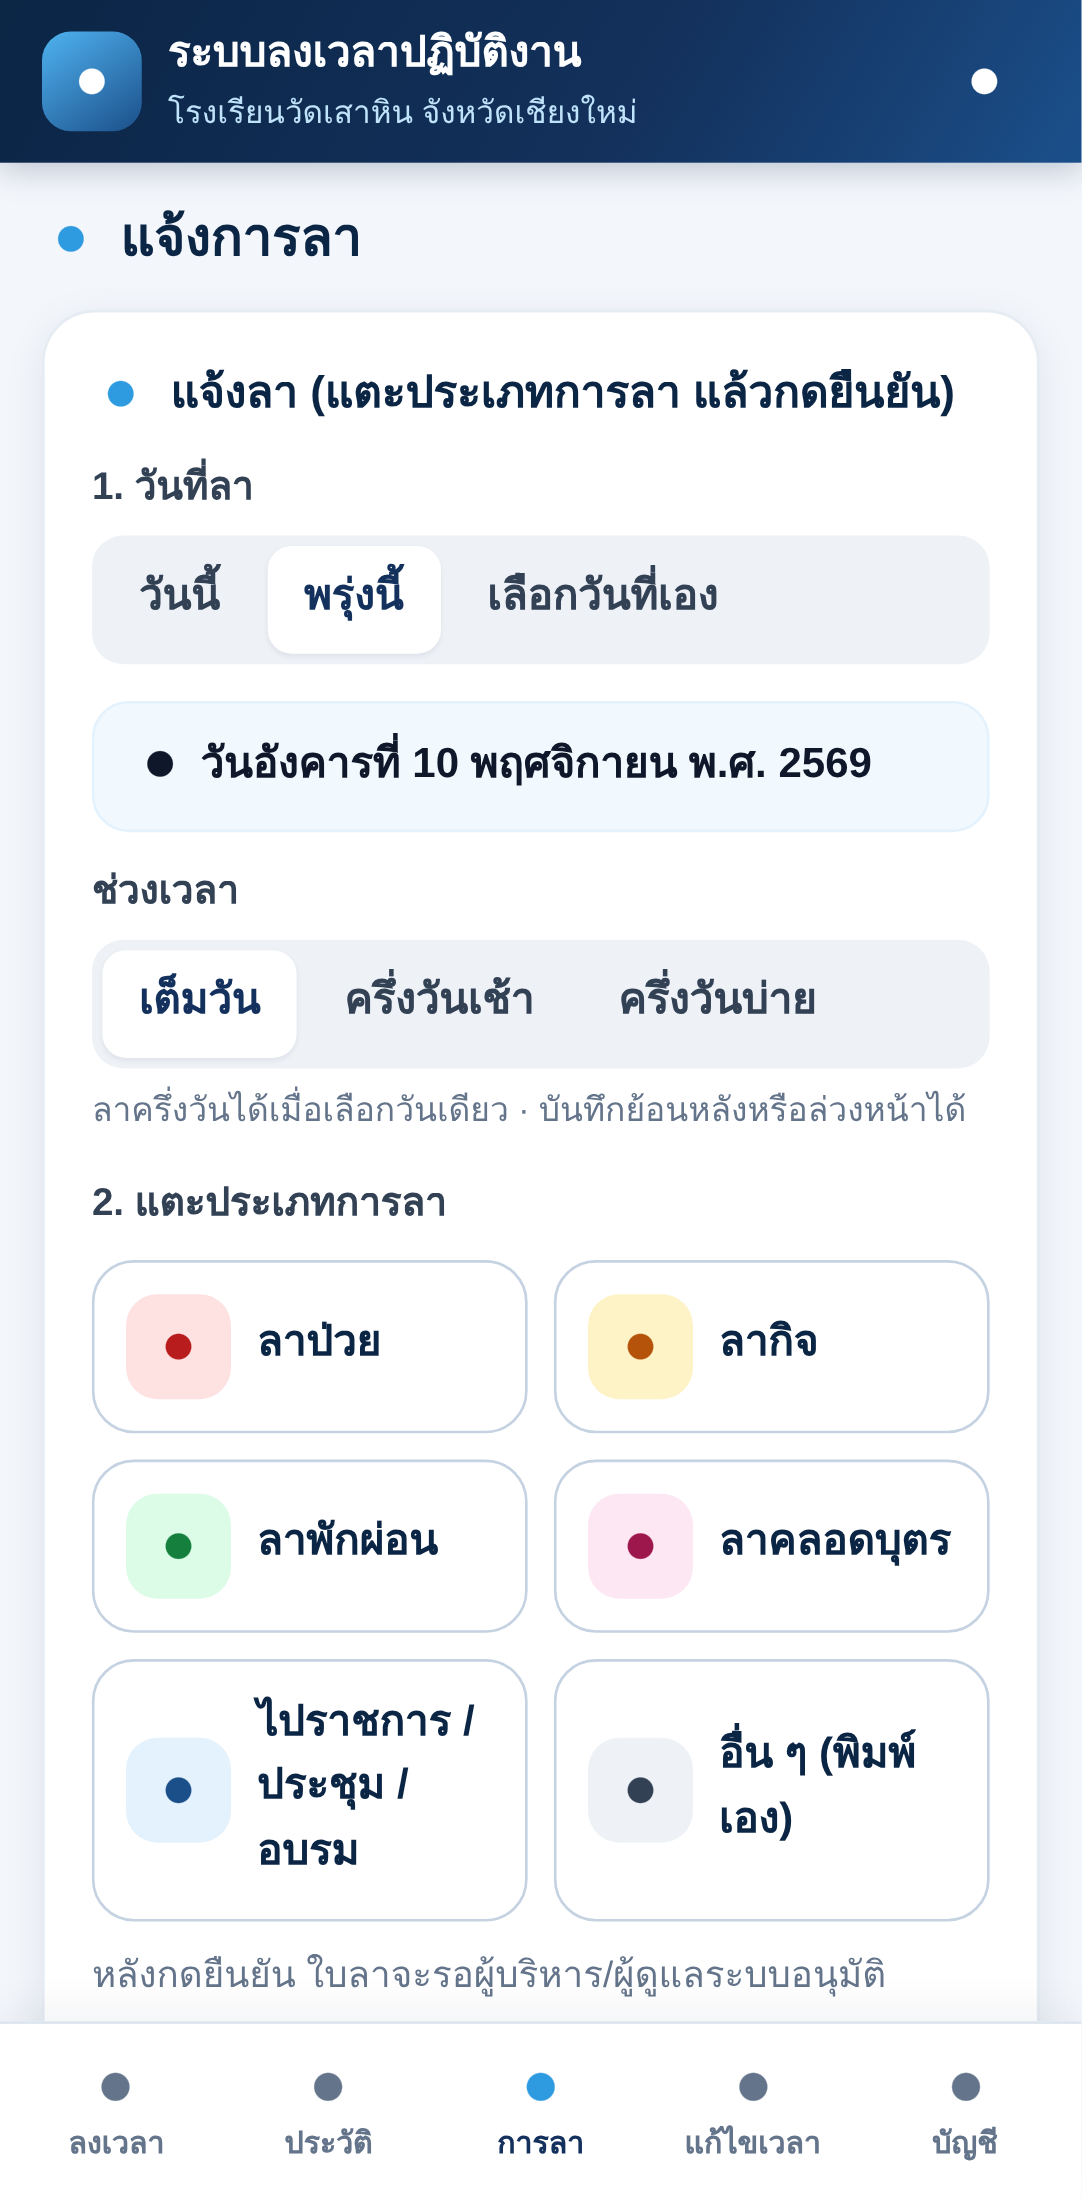 ระบบลงเวลาปฏิบัติงาน
โรงเรียนวัดเสาหิน จังหวัดเชียงใหม่
แจ้งการลา
แจ้งลา (แตะประเภทการลา แล้วกดยืนยัน)
1. วันที่ลา
วันนี้ พรุ่งนี้ เลือกวันที่เอง
วันอังคารที่ 10 พฤศจิกายน พ.ศ. 2569
ช่วงเวลา
เต็มวัน ครึ่งวันเช้า ครึ่งวันบ่าย
ลาครึ่งวันได้เมื่อเลือกวันเดียว · บันทึกย้อนหลังหรือล่วงหน้าได้
2. แตะประเภทการลา
ลาป่วย
ลากิจ
ลาพักผ่อน
ลาคลอดบุตร
ไปราชการ /
ประชุม /
อบรม
อื่น ๆ (พิมพ์
เอง)
หลังกดยืนยัน ใบลาจะรอผู้บริหาร/ผู้ดูแลระบบอนุมัติ
ลงเวลา ประวัติ การลา แก้ไขเวลา บัญชี